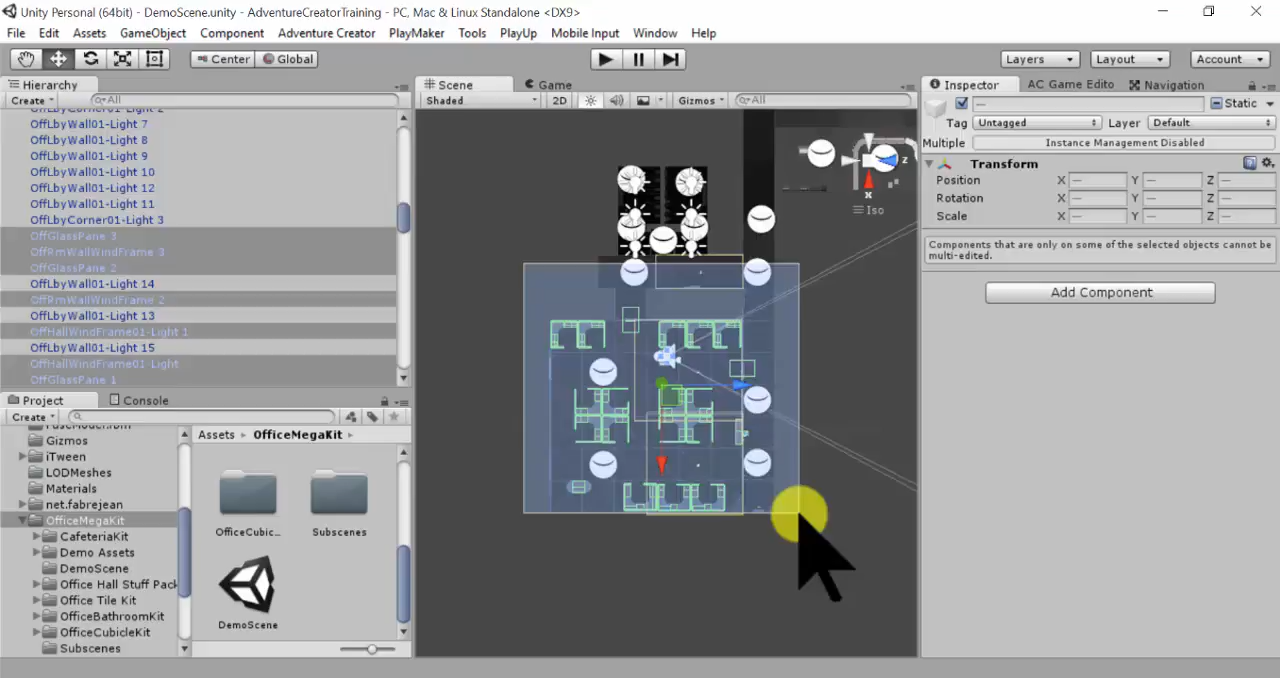 Unity Personal (64bit) - DemoScene.unity - AdventureCreatorTraining - PC, Mac & Linux Standalone <DX9>
File Edit Assets GameObject Component Adventure Creator PlayMaker Tools PlayUp Mobile Input Window Help
Center Global Layers Layout Account
Hierarchy
Create All
OffLbyCorner01-Light 2
OffLbyWall01-Light 7
OffLbyWall01-Light 8
OffLbyWall01-Light 9
OffLbyWall01-Light 10
OffLbyWall01-Light 12
OffLbyWall01-Light 11
OffLbyCorner01-Light 3
OffGlassPane 3
OffRmWallWindFrame 3
OffGlassPane 2
OffLbyWall01-Light 14
OffRmWallWindFrame 2
OffLbyWall01-Light 13
OffHallWindFrame01-Light 1
OffLbyWall01-Light 15
OffHallWindFrame01-Light
OffGlassPane 1
Scene Game
Shaded 2D Gizmos All
z
x
Iso
Inspector AC Game Edito Navigation
— Static
Tag Untagged Layer Default
Multiple Instance Management Disabled
Transform
Position X — Y — Z —
Rotation X — Y — Z —
Scale X — Y — Z —
Components that are only on some of the selected objects cannot be
multi-edited.
Add Component
Project Console
Create
Gizmos
iTween
LODMeshes
Materials
net.fabrejean
OfficeMegaKit
CafeteriaKit
Demo Assets
DemoScene
Office Hall Stuff Pack
Office Tile Kit
OfficeBathroomKit
OfficeCubicleKit
Subscenes
Assets OfficeMegaKit
OfficeCubic... Subscenes
DemoScene